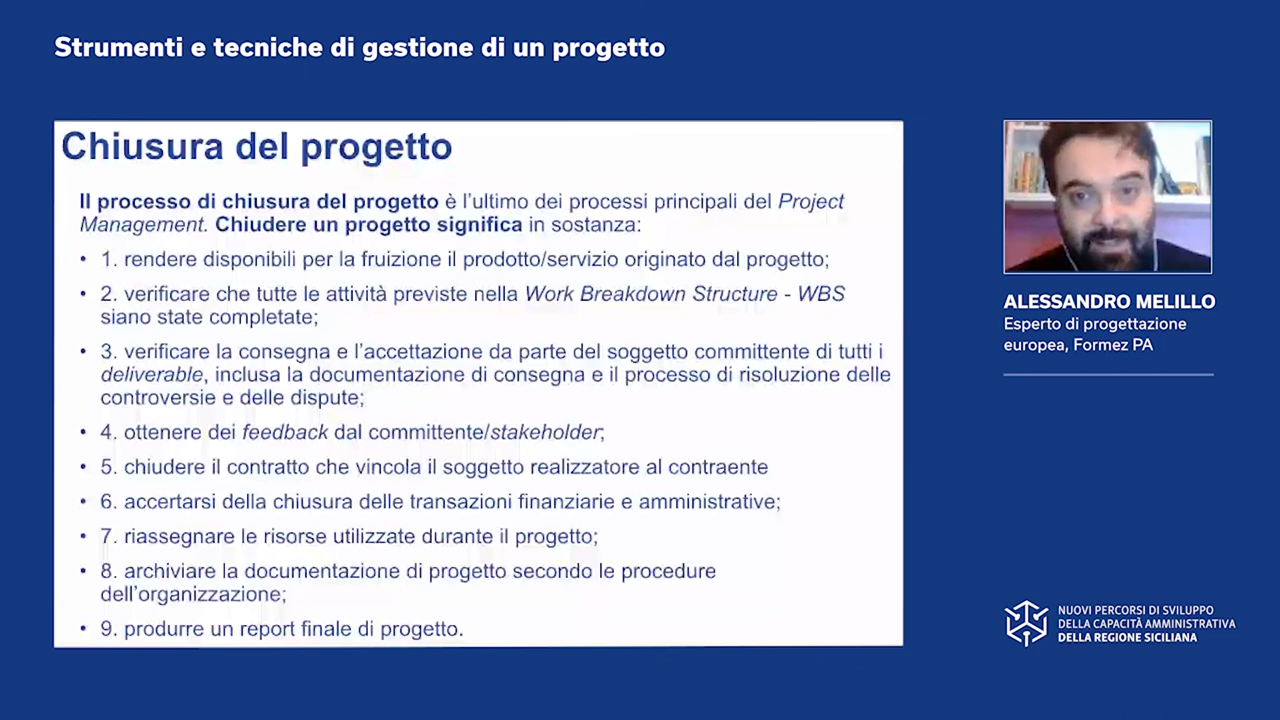 Strumenti e tecniche di gestione di un progetto
Chiusura del progetto
Il processo di chiusura del progetto è l’ultimo dei processi principali del Project
Management. Chiudere un progetto significa in sostanza:
• 1. rendere disponibili per la fruizione il prodotto/servizio originato dal progetto;
• 2. verificare che tutte le attività previste nella Work Breakdown Structure - WBS
siano state completate;
• 3. verificare la consegna e l’accettazione da parte del soggetto committente di tutti i
deliverable, inclusa la documentazione di consegna e il processo di risoluzione delle
controversie e delle dispute;
• 4. ottenere dei feedback dal committente/stakeholder;
• 5. chiudere il contratto che vincola il soggetto realizzatore al contraente
• 6. accertarsi della chiusura delle transazioni finanziarie e amministrative;
• 7. riassegnare le risorse utilizzate durante il progetto;
• 8. archiviare la documentazione di progetto secondo le procedure
dell’organizzazione;
• 9. produrre un report finale di progetto.
ALESSANDRO MELILLO
Esperto di progettazione
europea, Formez PA
NUOVI PERCORSI DI SVILUPPO
DELLA CAPACITÀ AMMINISTRATIVA
DELLA REGIONE SICILIANA